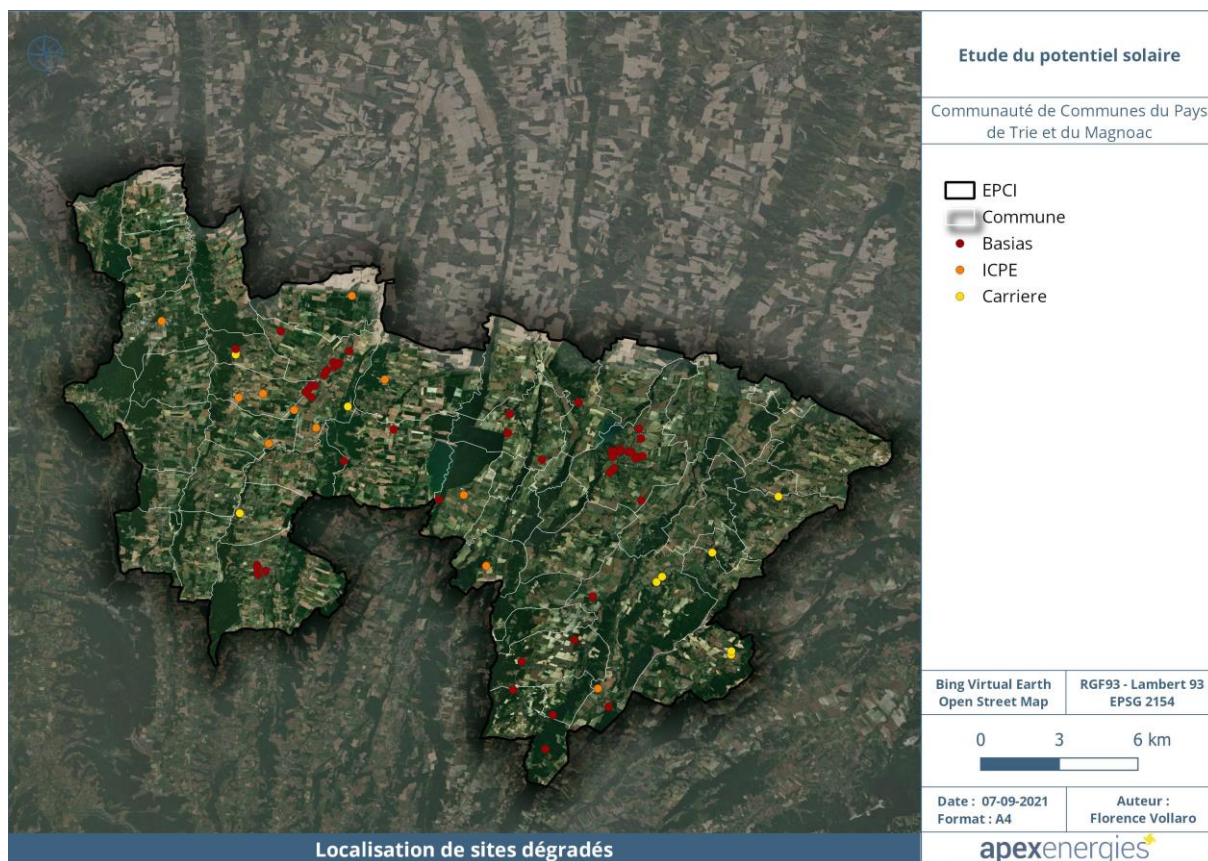 Etude du potentiel solaire
Communauté de Communes du Pays
de Trie et du Magnoac
EPCI
Commune
Basias
ICPE
Carriere
Bing Virtual Earth
Open Street Map
RGF93 - Lambert 93
EPSG 2154
0 3 6 km
Date : 07-09-2021
Format : A4
Auteur :
Florence Vollaro
Localisation de sites dégradés
apexenergies